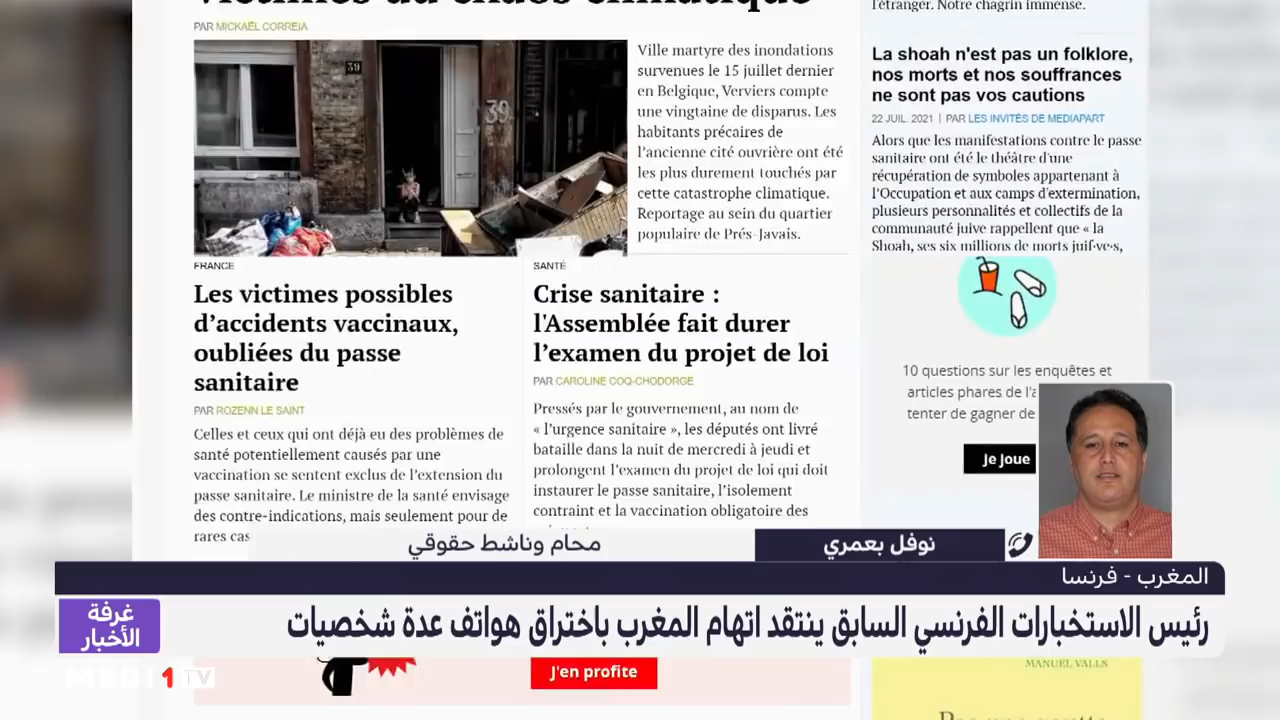 Victimes du chaos climatique
PAR MICKAËL CORREIA
39
39
Ville martyre des inondations
survenues le 15 juillet dernier
en Belgique, Verviers compte
une vingtaine de disparus. Les
habitants précaires de
l'ancienne cité ouvrière ont été
les plus durement touchés par
cette catastrophe climatique.
Reportage au sein du quartier
populaire de Prés-Javais.
l'étranger. Notre chagrin immense.
La shoah n'est pas un folklore,
nos morts et nos souffrances
ne sont pas vos cautions
22 JUIL. 2021 | PAR LES INVITÉS DE MEDIAPART
Alors que les manifestations contre le passe
sanitaire ont été le théâtre d'une
récupération de symboles appartenant à
l'Occupation et aux camps d'extermination,
plusieurs personnalités et collectifs de la
communauté juive rappellent que « la
Shoah, ses six millions de morts juif·ve·s,
FRANCE
Les victimes possibles
d'accidents vaccinaux,
oubliées du passe
sanitaire
PAR ROZENN LE SAINT
Celles et ceux qui ont déjà eu des problèmes de
santé potentiellement causés par une
vaccination se sentent exclus de l'extension du
passe sanitaire. Le ministre de la santé envisage
des contre-indications, mais seulement pour de
rares cas
SANTÉ
Crise sanitaire :
l'Assemblée fait durer
l'examen du projet de loi
PAR CAROLINE COQ-CHODORGE
Pressés par le gouvernement, au nom de
« l'urgence sanitaire », les députés ont livré
bataille dans la nuit de mercredi à jeudi et
prolongent l'examen du projet de loi qui doit
instaurer le passe sanitaire, l'isolement
contraint et la vaccination obligatoire des
10 questions sur les enquêtes et
articles phares de l'a
tenter de gagner de
Je Joue
نوفل بعمري
محام وناشط حقوقي
المغرب - فرنسا
رئيس الاستخبارات الفرنسي السابق ينتقد اتهام المغرب باختراق هواتف عدة شخصيات
غرفة
الأخبار
MEDI1TV
J'en profite
MANUEL VALLS